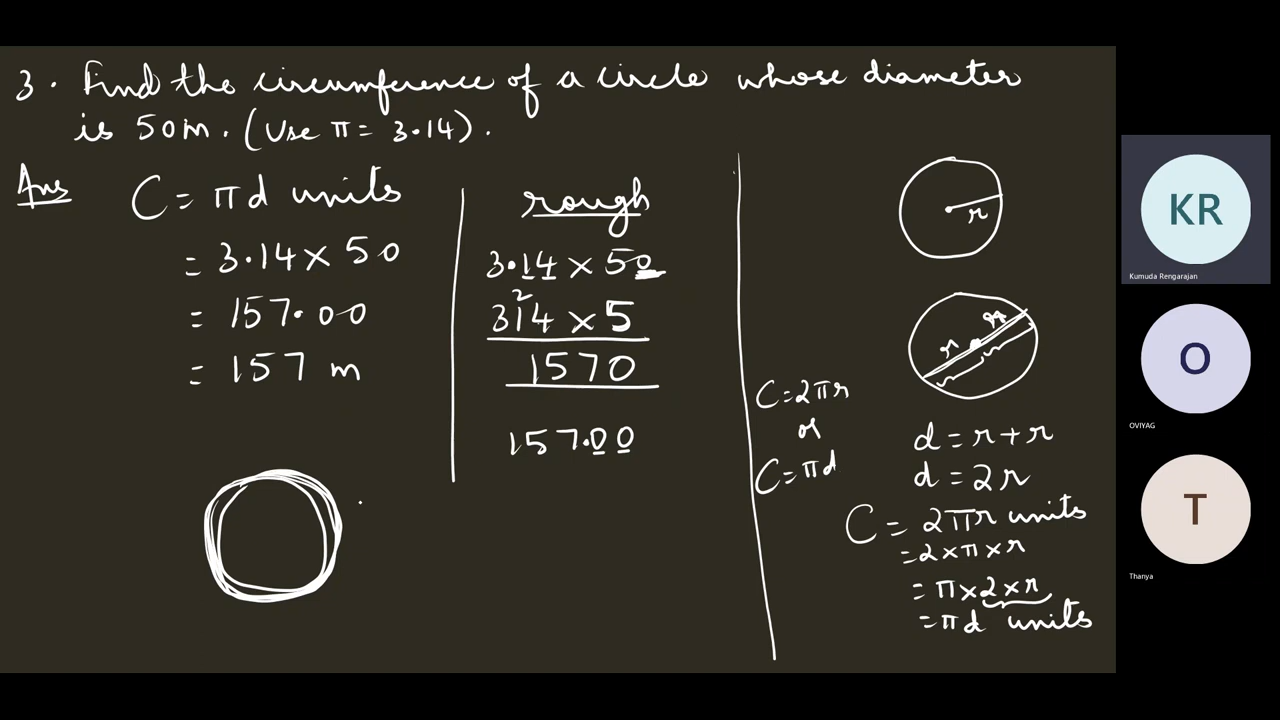 3. Find the circumference of a circle whose diameter
is 50m. (Use π = 3.14).
Ans
C = πd units
= 3.14 × 50
= 157.00
= 157 m
rough
3.14 × 50
2
314 × 5
1570
157.00
r
r
r
C = 2πr
or
C = πd
d = r + r
d = 2r
C = 2πr units
= 2 × π × r
= π × 2 × r
= πd units
KR
Kumuda Rengarajan
O
OVIYAG
T
Thanya